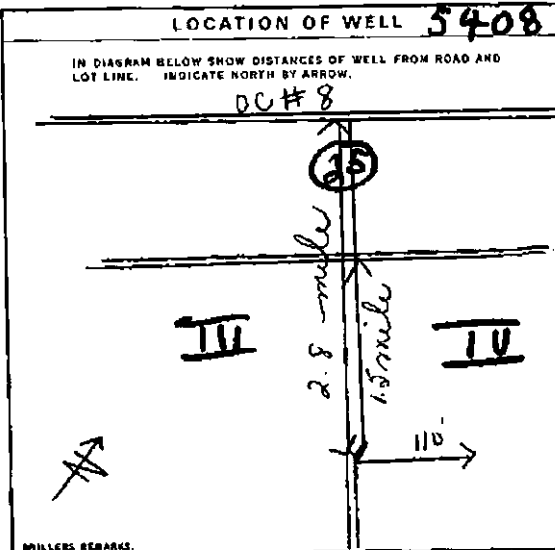 LOCATION OF WELL 5408
IN DIAGRAM BELOW SHOW DISTANCES OF WELL FROM ROAD AND
LOT LINE. INDICATE NORTH BY ARROW.
DC# 8
25
2.8 mile
1.5 mile
III
IV
110'
N
DRILLERS REMARKS.